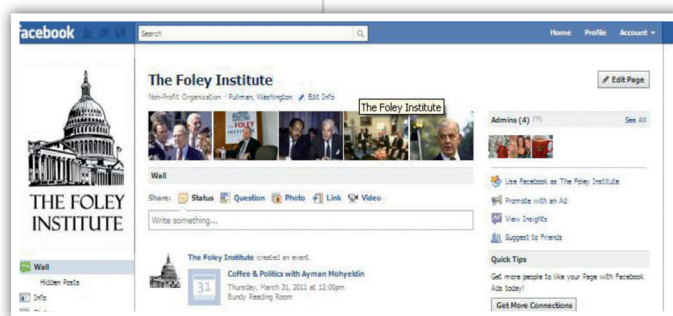 facebook
Search
Home Profile Account
The Foley Institute
Non-Profit Organization · Pullman, Washington Edit Info
The Foley Institute
Edit Page
THE FOLEY
INSTITUTE
Wall
Hidden Posts
Info
FOLEY
Wall
Share: Status Question Photo Link Video
Write something...
The Foley Institute created an event.
31
Coffee & Politics with Ayman Mohyeldin
Thursday, March 31, 2011 at 12:00pm
Bundy Reading Room
Admins (4) [?] See All
Use Facebook as The Foley Institute
Promote with an Ad
View Insights
Suggest to Friends
Quick Tips
Get more people to like your Page with Facebook
Ads today!
Get More Connections